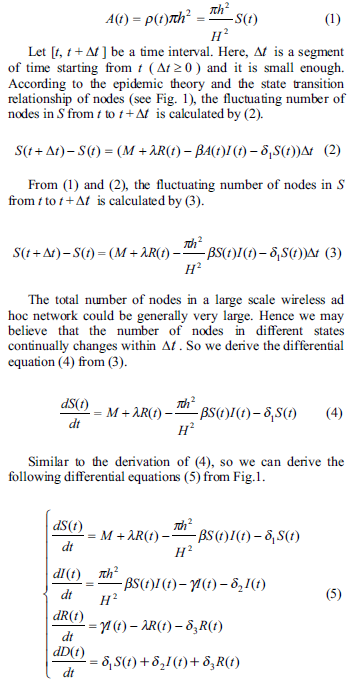 A(t) = ρ(t)πh² = πh²/H² S(t) (1)
Let [t, t + Δt ] be a time interval. Here, Δt is a segment
of time starting from t ( Δt ≥ 0 ) and it is small enough.
According to the epidemic theory and the state transition
relationship of nodes (see Fig. 1), the fluctuating number of
nodes in S from t to t + Δt is calculated by (2).
S(t + Δt) − S(t) = (M + λR(t) − βA(t)I(t) − δ₁S(t))Δt (2)
From (1) and (2), the fluctuating number of nodes in S
from t to t + Δt is calculated by (3).
S(t + Δt) − S(t) = (M + λR(t) − πh²/H² βS(t)I(t) − δ₁S(t))Δt (3)
The total number of nodes in a large scale wireless ad
hoc network could be generally very large. Hence we may
believe that the number of nodes in different states
continually changes within Δt . So we derive the differential
equation (4) from (3).
dS(t)/dt = M + λR(t) − πh²/H² βS(t)I(t) − δ₁S(t) (4)
Similar to the derivation of (4), so we can derive the
following differential equations (5) from Fig.1.
dS(t)/dt = M + λR(t) − πh²/H² βS(t)I(t) − δ₁S(t)
dI(t)/dt = πh²/H² βS(t)I(t) − γI(t) − δ₂I(t)
(5)
dR(t)/dt = γI(t) − λR(t) − δ₃R(t)
dD(t)/dt = δ₁S(t) + δ₂I(t) + δ₃R(t)